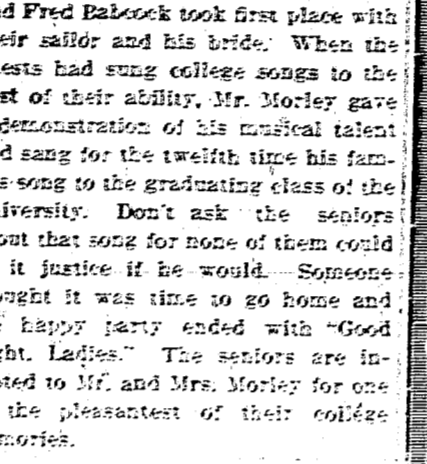 d Fred Babcock took first place with
eir sailor and his bride. When the
ests had sung college songs to the
st of their ability, Mr. Morley gave
demonstration of his musical talent
d sang for the twelfth time his fam-
s song to the graduating class of the
iversity. Don't ask the seniors
out that song for none of them could
it justice if he would. Someone
ought it was time to go home and
happy party ended with "Good
ght, Ladies." The seniors are in-
ted to Mr. and Mrs. Morley for one
the pleasantest of their college
mories.